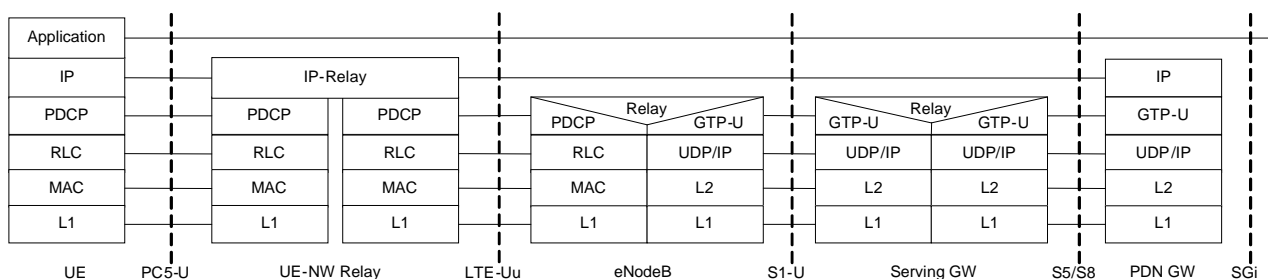 Application
IP
IP-Relay
IP
PDCP
PDCP
PDCP
Relay
PDCP
GTP-U
Relay
GTP-U
GTP-U
GTP-U
RLC
RLC
RLC
RLC
UDP/IP
UDP/IP
UDP/IP
UDP/IP
MAC
MAC
MAC
MAC
L2
L2
L2
L2
L1
L1
L1
L1
L1
L1
L1
L1
UE
PC5-U
UE-NW Relay
LTE-Uu
eNodeB
S1-U
Serving GW
S5/S8
PDN GW
SGi